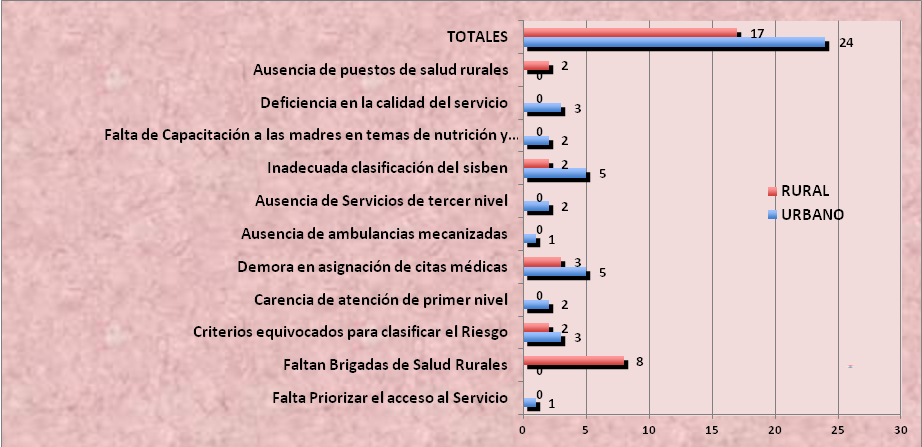 TOTALES 17
24
Ausencia de puestos de salud rurales 2
0
Deficiencia en la calidad del servicio 0
3
Falta de Capacitación a las madres en temas de nutrición y... 0
2
Inadecuada clasificación del sisben 2
5
Ausencia de Servicios de tercer nivel 0
2
Ausencia de ambulancias mecanizadas 0
1
Demora en asignación de citas médicas 3
5
Carencia de atención de primer nivel 0
2
Criterios equivocados para clasificar el Riesgo 2
3
Faltan Brigadas de Salud Rurales 8
0
Falta Priorizar el acceso al Servicio 0
1
RURAL
URBANO
0 5 10 15 20 25 30